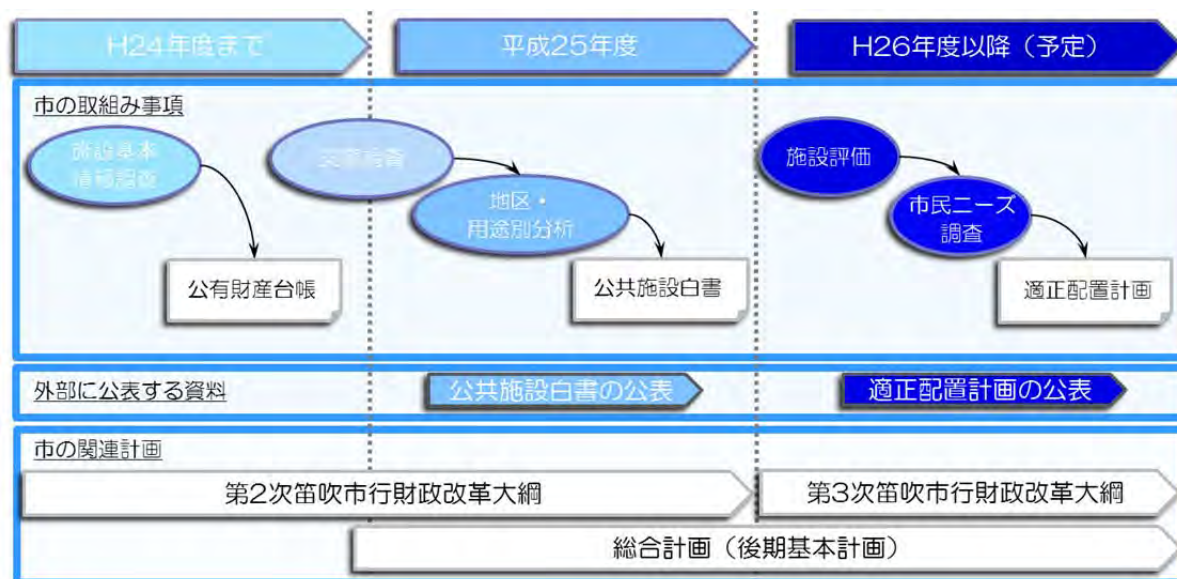 H24年度まで
平成25年度
H26年度以降（予定）
市の取組み事項
施設基本
情報調査
地区・
用途別分析
施設評価
市民ニーズ
調査
公有財産台帳
公共施設白書
適正配置計画
外部に公表する資料
公共施設白書の公表
適正配置計画の公表
市の関連計画
第2次笛吹市行財政改革大綱
第3次笛吹市行財政改革大綱
総合計画（後期基本計画）